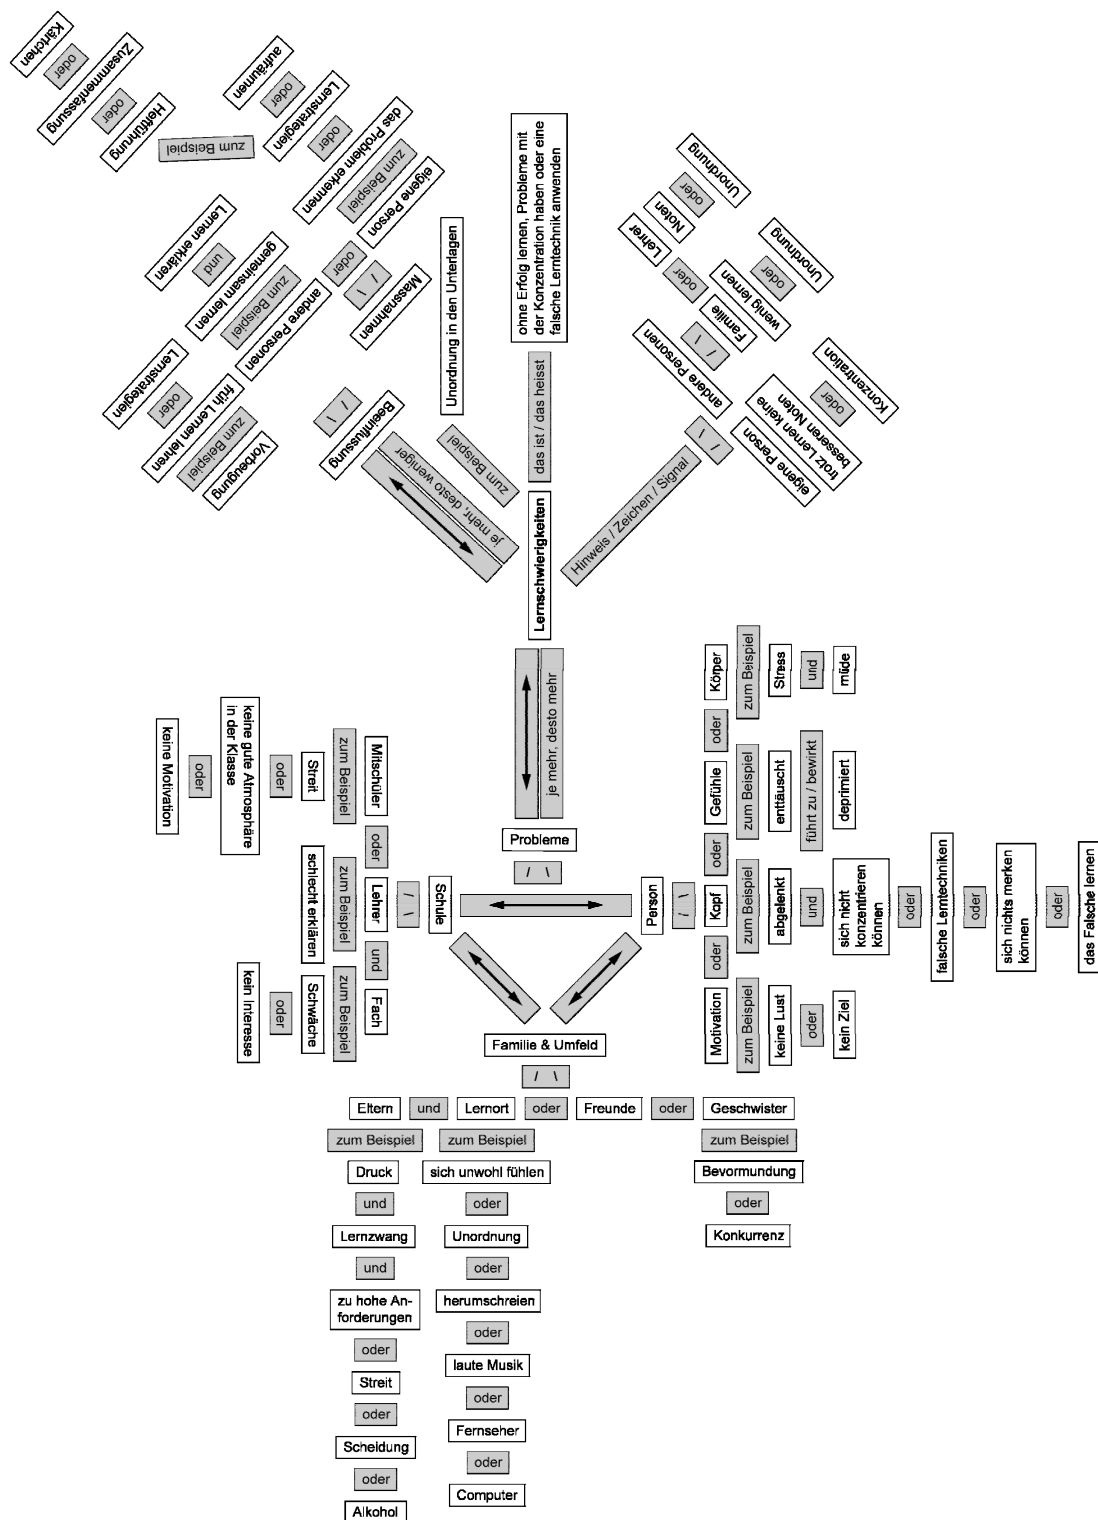 Kärtchen
oder
Zusammenfassung
oder
Heftführung
zum Beispiel
aufräumen
oder
Lernstrategien
oder
das Problem erkennen
zum Beispiel
eigene Person
oder
/ \
Massnahmen
Lernen erklären
und
gemeinsam lernen
zum Beispiel
andere Personen
Lernstrategien
oder
früh Lernen lehren
zum Beispiel
Vorbeugung
/ \
Beeinflussung
je mehr, desto weniger
Unordnung in den Unterlagen
zum Beispiel
ohne Erfolg lernen, Probleme mit
der Konzentration haben oder eine
falsche Lerntechnik anwenden
das ist / das heisst
Lernschwierigkeiten
Unordnung
oder
Noten
Lehrer
oder
Familie
Unordnung
oder
wenig lernen
/ \
andere Personen
Konzentration
oder
trotz Lernen keine
besseren Noten
eigene Person
/ \
Hinweis / Zeichen / Signal
je mehr, desto mehr
Probleme
/ \
Schule
/ \
Mitschüler
zum Beispiel
Streit
oder
keine gute Atmosphäre
in der Klasse
oder
keine Motivation
oder
Lehrer
zum Beispiel
schlecht erklären
und
Fach
zum Beispiel
Schwäche
oder
kein Interesse
Person
/ \
Körper
zum Beispiel
Stress
und
müde
oder
Gefühle
zum Beispiel
enttäuscht
führt zu / bewirkt
deprimiert
oder
Kopf
zum Beispiel
abgelenkt
und
sich nicht
konzentrieren
können
oder
falsche Lerntechniken
oder
sich nichts merken
können
oder
das Falsche lernen
oder
Motivation
zum Beispiel
keine Lust
oder
kein Ziel
Familie & Umfeld
/ \
Eltern und Lernort oder Freunde oder Geschwister
zum Beispiel
Druck
und
Lernzwang
und
zu hohe An-
forderungen
oder
Streit
oder
Scheidung
oder
Alkohol
zum Beispiel
sich unwohl fühlen
oder
Unordnung
oder
herumschreien
oder
laute Musik
oder
Fernseher
oder
Computer
zum Beispiel
Bevormundung
oder
Konkurrenz